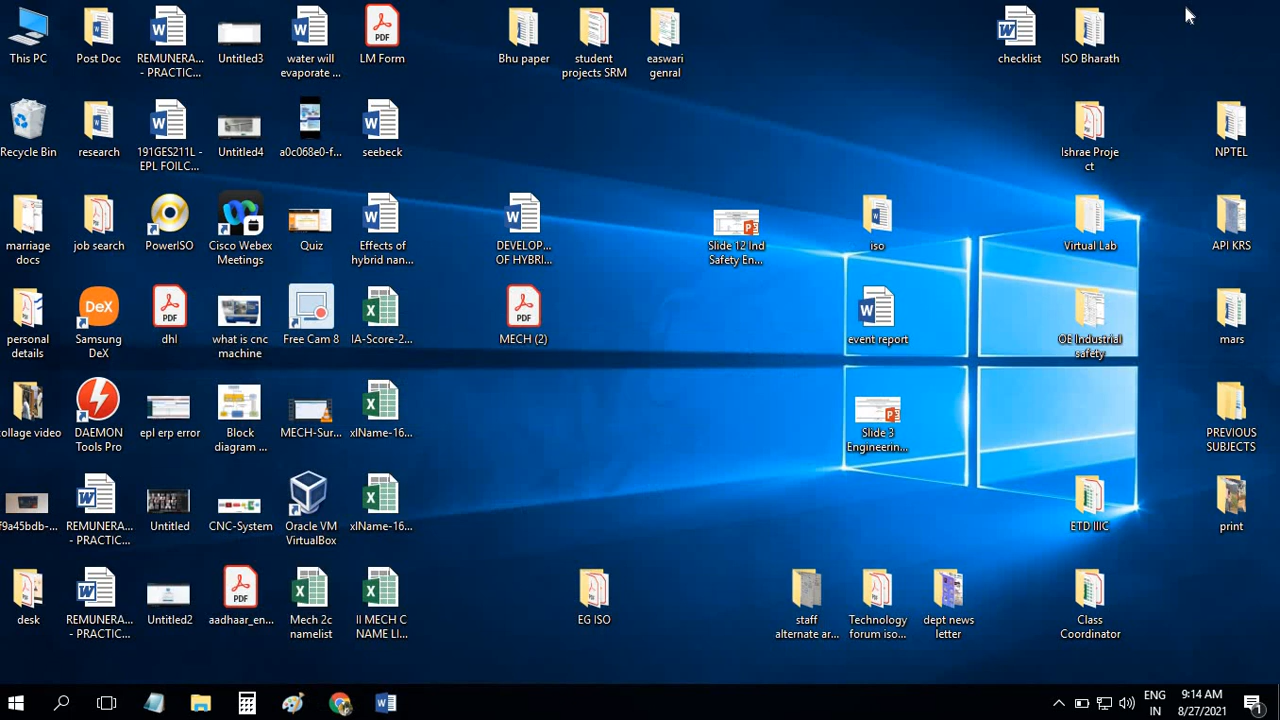 This PC
Post Doc
REMUNERA...
- PRACTIC...
Untitled3
water will
evaporate ...
LM Form
Bhu paper
student
projects SRM
easwari
genral
checklist
ISO Bharath
Recycle Bin
research
191GES211L -
EPL FOILC...
Untitled4
a0c068e0-f...
seebeck
Ishrae Proje
ct
NPTEL
marriage
docs
job search
PowerISO
Cisco Webex
Meetings
Quiz
Effects of
hybrid nan...
DEVELOP...
OF HYBRI...
Slide 12 Ind
Safety En...
iso
Virtual Lab
API KRS
personal
details
Samsung
DeX
dhl
what is cnc
machine
Free Cam 8
IA-Score-2...
MECH (2)
event report
OE Industrial
safety
mars
collage video
DAEMON
Tools Pro
epl erp error
Block
diagram ...
MECH-Sur...
xlName-16...
Slide 3
Engineerin...
PREVIOUS
SUBJECTS
f9a45bdb-...
REMUNERA...
- PRACTIC...
Untitled
CNC-System
Oracle VM
VirtualBox
xlName-16...
ETD IIIC
print
desk
REMUNERA...
- PRACTIC...
Untitled2
aadhaar_en...
Mech 2c
namelist
II MECH C
NAME LI...
EG ISO
staff
alternate ar...
Technology
forum iso...
dept news
letter
Class
Coordinator
ENG
IN
9:14 AM
8/27/2021
1